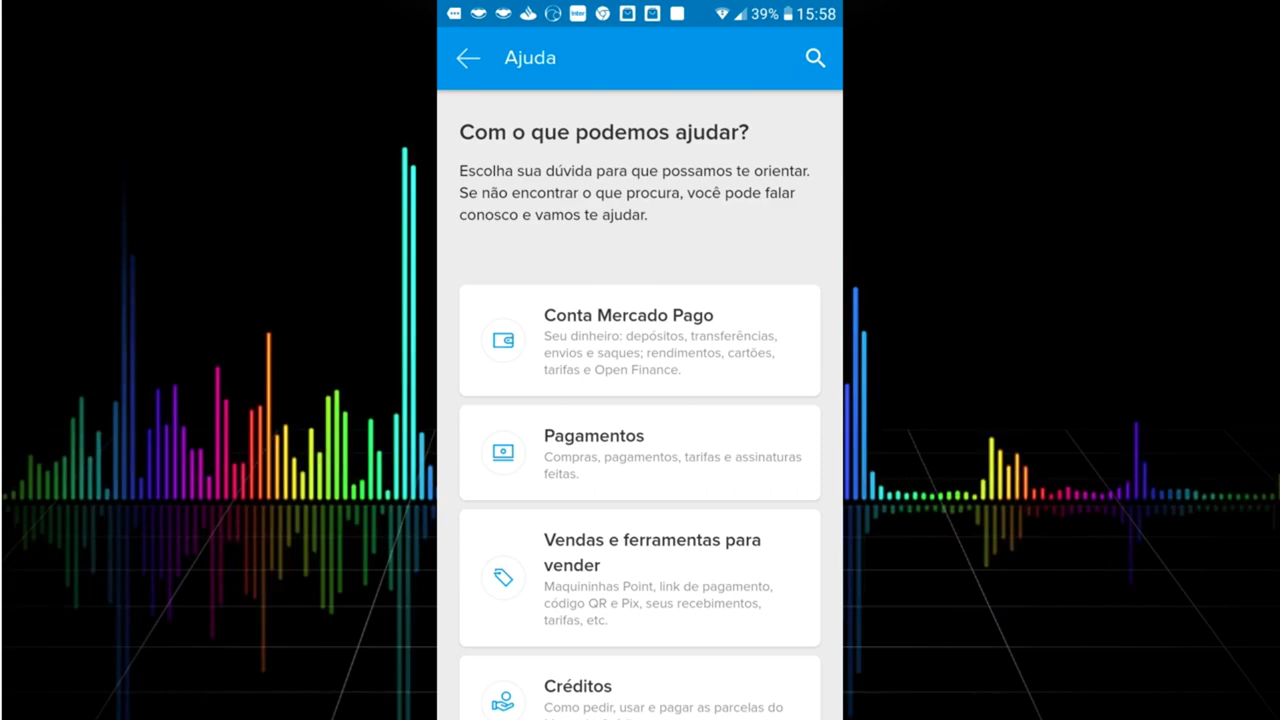 39% 15:58
Ajuda
Com o que podemos ajudar?
Escolha sua dúvida para que possamos te orientar.
Se não encontrar o que procura, você pode falar
conosco e vamos te ajudar.
Conta Mercado Pago
Seu dinheiro: depósitos, transferências,
envios e saques; rendimentos, cartões,
tarifas e Open Finance.
Pagamentos
Compras, pagamentos, tarifas e assinaturas
feitas.
Vendas e ferramentas para
vender
Maquininhas Point, link de pagamento,
código QR e Pix, seus recebimentos,
tarifas, etc.
Créditos
Como pedir, usar e pagar as parcelas do